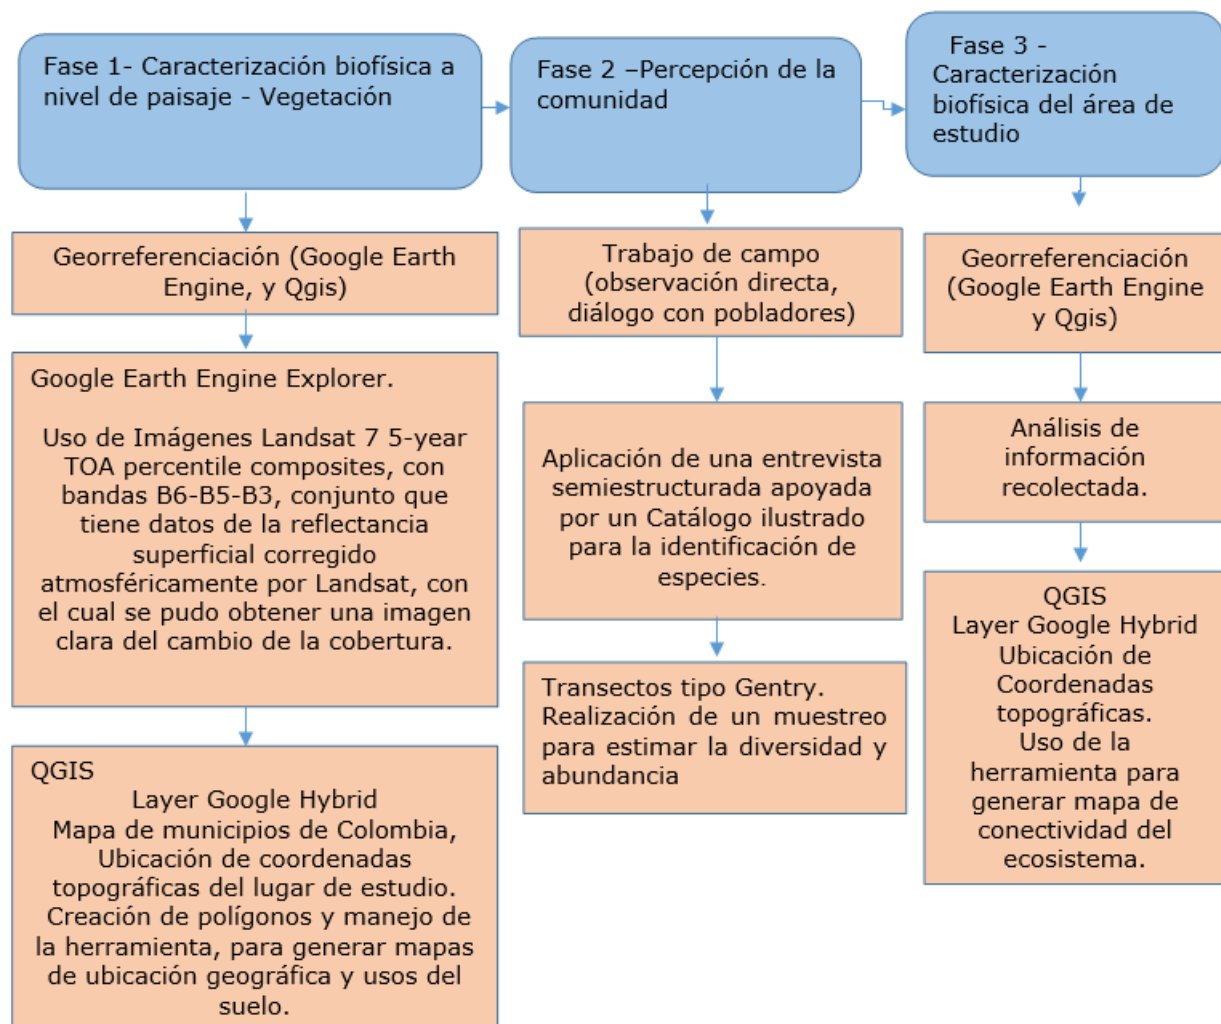 Fase 1- Caracterización biofísica a
nivel de paisaje - Vegetación
Georreferenciación (Google Earth
Engine, y Qgis)
Google Earth Engine Explorer.
Uso de Imágenes Landsat 7 5-year
TOA percentile composites, con
bandas B6-B5-B3, conjunto que
tiene datos de la reflectancia
superficial corregido
atmosféricamente por Landsat, con
el cual se pudo obtener una imagen
clara del cambio de la cobertura.
QGIS
Layer Google Hybrid
Mapa de municipios de Colombia,
Ubicación de coordenadas
topográficas del lugar de estudio.
Creación de polígonos y manejo de
la herramienta, para generar mapas
de ubicación geográfica y usos del
suelo.
Fase 2 –Percepción de la
comunidad
Trabajo de campo
(observación directa,
diálogo con pobladores)
Aplicación de una entrevista
semiestructurada apoyada
por un Catálogo ilustrado
para la identificación de
especies.
Transectos tipo Gentry.
Realización de un muestreo
para estimar la diversidad y
abundancia
Fase 3 -
Caracterización
biofísica del área de
estudio
Georreferenciación
(Google Earth Engine
y Qgis)
Análisis de
información
recolectada.
QGIS
Layer Google Hybrid
Ubicación de
Coordenadas
topográficas.
Uso de la
herramienta para
generar mapa de
conectividad del
ecosistema.